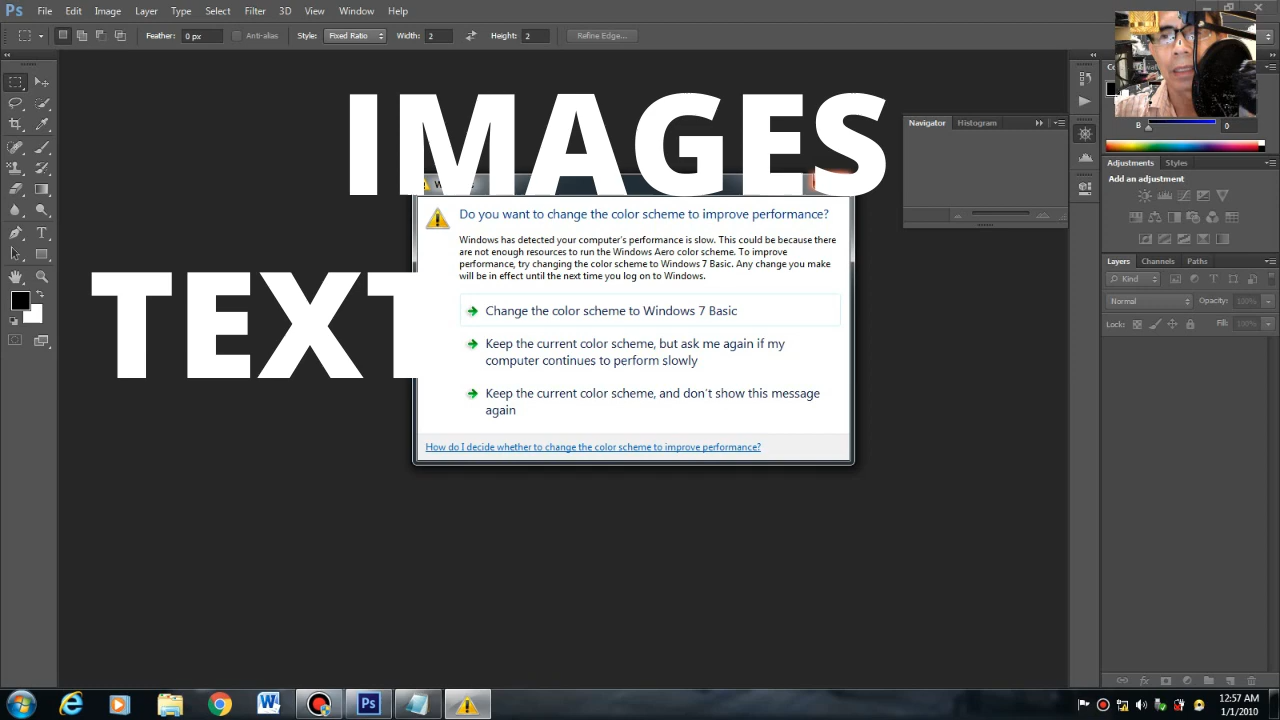 Ps File Edit Image Layer Type Select Filter 3D View Window Help
Feather: 0 px Anti-alias Style: Fixed Ratio Width: 2 Height: 2 Refine Edge...
IMAGES
TEXT
Do you want to change the color scheme to improve performance?
Windows has detected your computer's performance is slow. This could be because there
are not enough resources to run the Windows Aero color scheme. To improve
performance, try changing the color scheme to Windows 7 Basic. Any change you make
will be in effect until the next time you log on to Windows.
Change the color scheme to Windows 7 Basic
Keep the current color scheme, but ask me again if my
computer continues to perform slowly
Keep the current color scheme, and don't show this message
again
How do I decide whether to change the color scheme to improve performance?
Navigator Histogram
B 0
Adjustments Styles
Add an adjustment
Layers Channels Paths
Kind
Normal Opacity: 100%
Lock: Fill: 100%
Ps
12:57 AM
1/1/2010